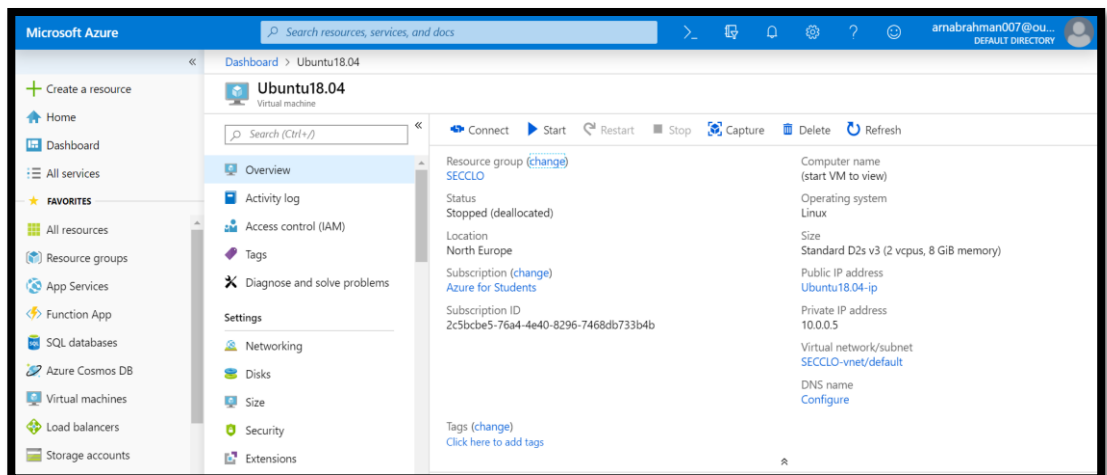 Microsoft Azure
Search resources, services, and docs
arnabrahman007@ou...
DEFAULT DIRECTORY
Create a resource
Home
Dashboard
All services
FAVORITES
All resources
Resource groups
App Services
Function App
SQL databases
Azure Cosmos DB
Virtual machines
Load balancers
Storage accounts
Dashboard > Ubuntu18.04
Ubuntu18.04
Virtual machine
Search (Ctrl+/)
Overview
Activity log
Access control (IAM)
Tags
Diagnose and solve problems
Settings
Networking
Disks
Size
Security
Extensions
Connect Start Restart Stop Capture Delete Refresh
Resource group (change)
SECCLO
Status
Stopped (deallocated)
Location
North Europe
Subscription (change)
Azure for Students
Subscription ID
2c5bcbe5-76a4-4e40-8296-7468db733b4b
Computer name
(start VM to view)
Operating system
Linux
Size
Standard D2s v3 (2 vcpus, 8 GiB memory)
Public IP address
Ubuntu18.04-ip
Private IP address
10.0.0.5
Virtual network/subnet
SECCLO-vnet/default
DNS name
Configure
Tags (change)
Click here to add tags